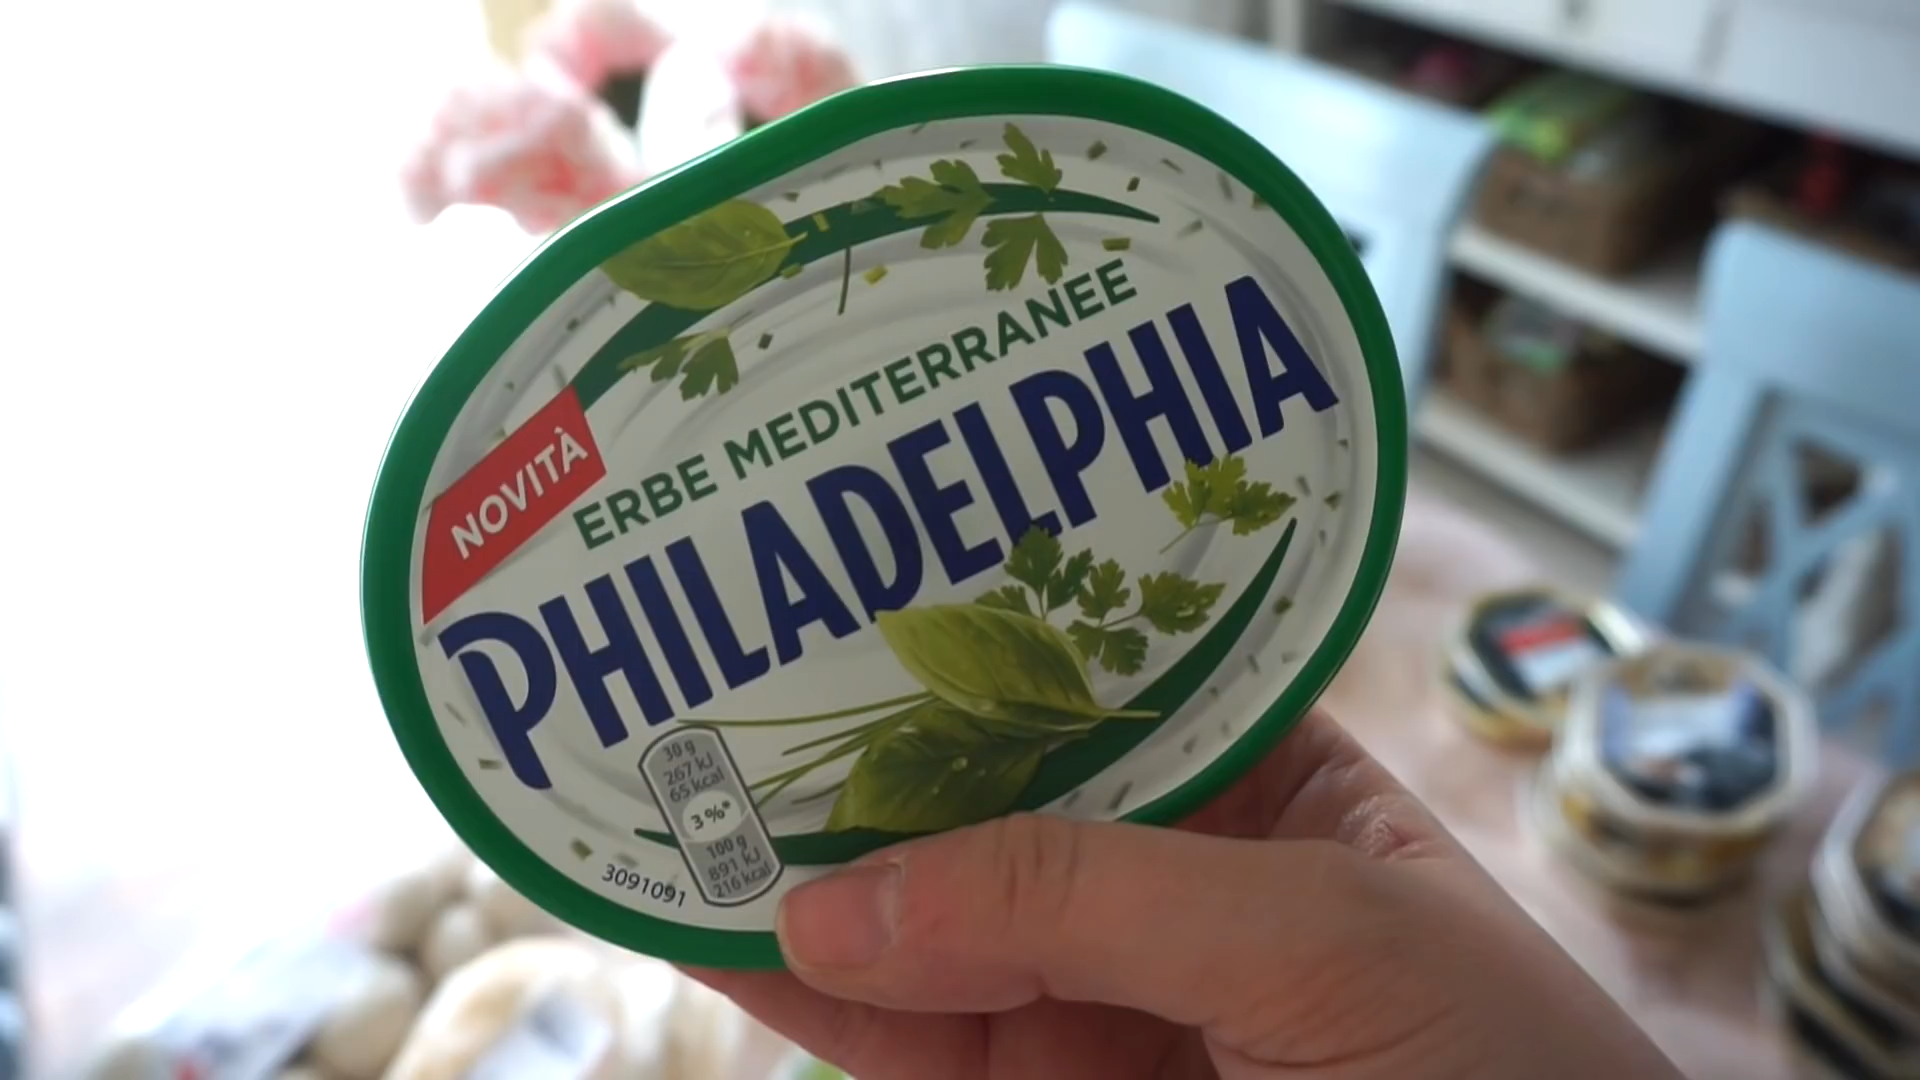 NOVITÀ
ERBE MEDITERRANEE
PHILADELPHIA
30 g
267 kJ
65 kcal
3 %*
100 g
891 kJ
216 kcal
3091091